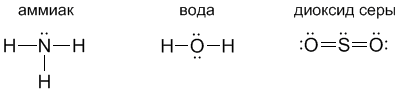 аммиак вода диоксид серы
H—N̈—H H—Ö̤—H :Ö=S̈=Ö:
H